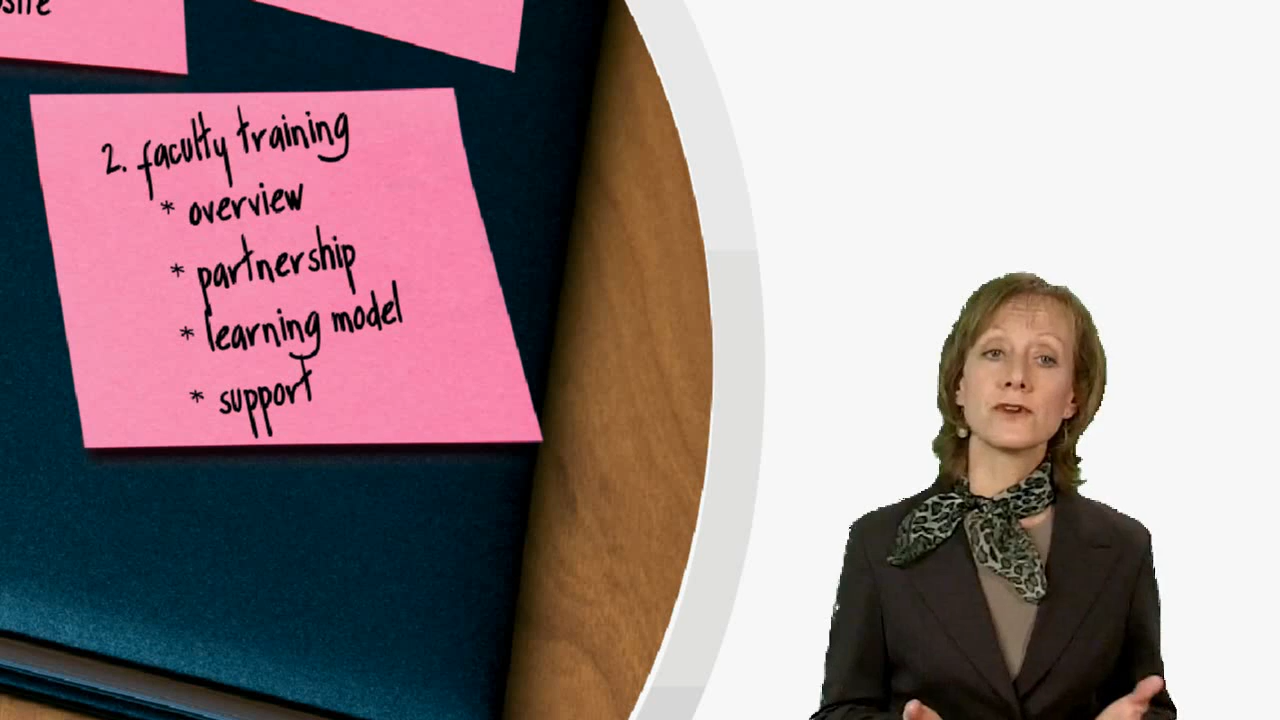 2. faculty training
* overview
* partnership
* learning model
* support